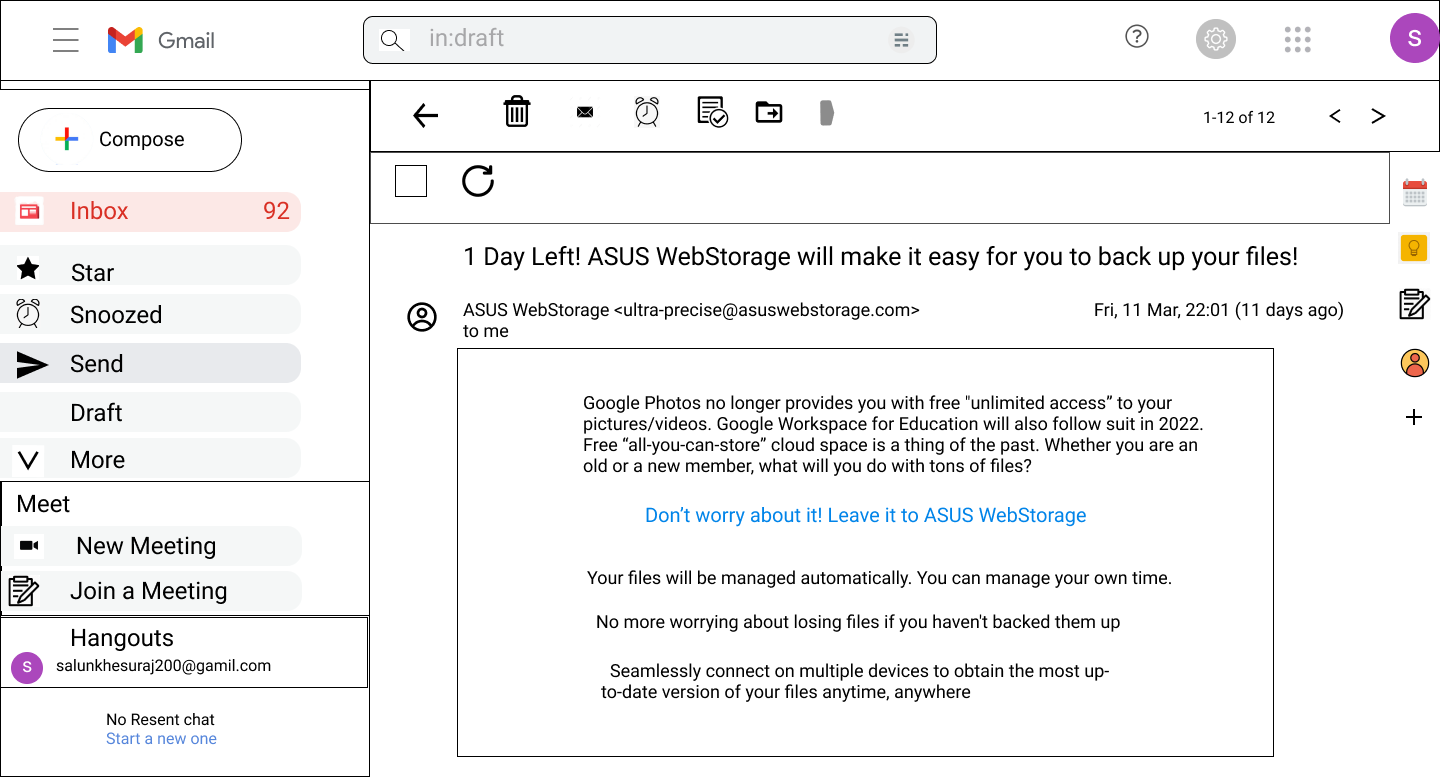 Gmail
in:draft
S
Compose
1-12 of 12
Inbox 92
Star
Snoozed
Send
Draft
More
Meet
New Meeting
Join a Meeting
Hangouts
S
salunkhesuraj200@gamil.com
No Resent chat
Start a new one
1 Day Left! ASUS WebStorage will make it easy for you to back up your files!
ASUS WebStorage <ultra-precise@asuswebstorage.com>
Fri, 11 Mar, 22:01 (11 days ago)
to me
Google Photos no longer provides you with free "unlimited access” to your
pictures/videos. Google Workspace for Education will also follow suit in 2022.
Free “all-you-can-store” cloud space is a thing of the past. Whether you are an
old or a new member, what will you do with tons of files?
Don’t worry about it! Leave it to ASUS WebStorage
Your files will be managed automatically. You can manage your own time.
No more worrying about losing files if you haven't backed them up
Seamlessly connect on multiple devices to obtain the most up-
to-date version of your files anytime, anywhere